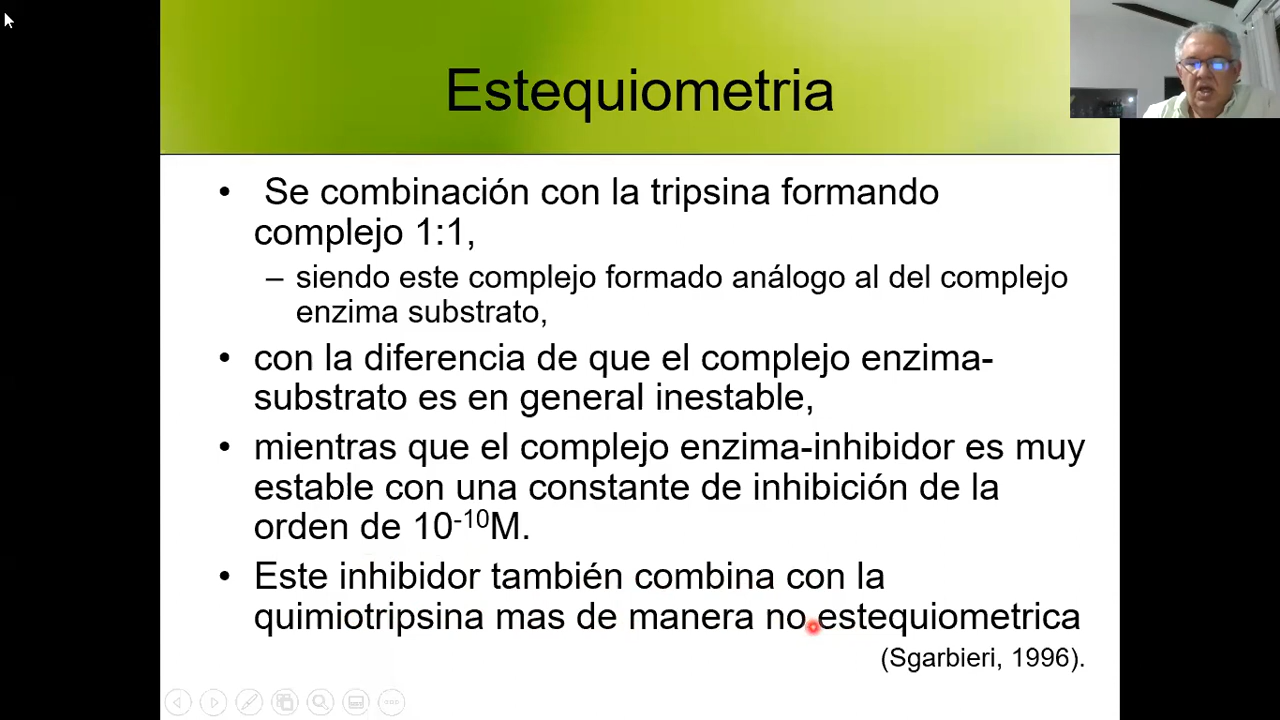 Estequiometria
• Se combinación con la tripsina formando
complejo 1:1,
– siendo este complejo formado análogo al del complejo
enzima substrato,
• con la diferencia de que el complejo enzima-
substrato es en general inestable,
• mientras que el complejo enzima-inhibidor es muy
estable con una constante de inhibición de la
orden de 10⁻¹⁰M.
• Este inhibidor también combina con la
quimiotripsina mas de manera no estequiometrica
(Sgarbieri, 1996).